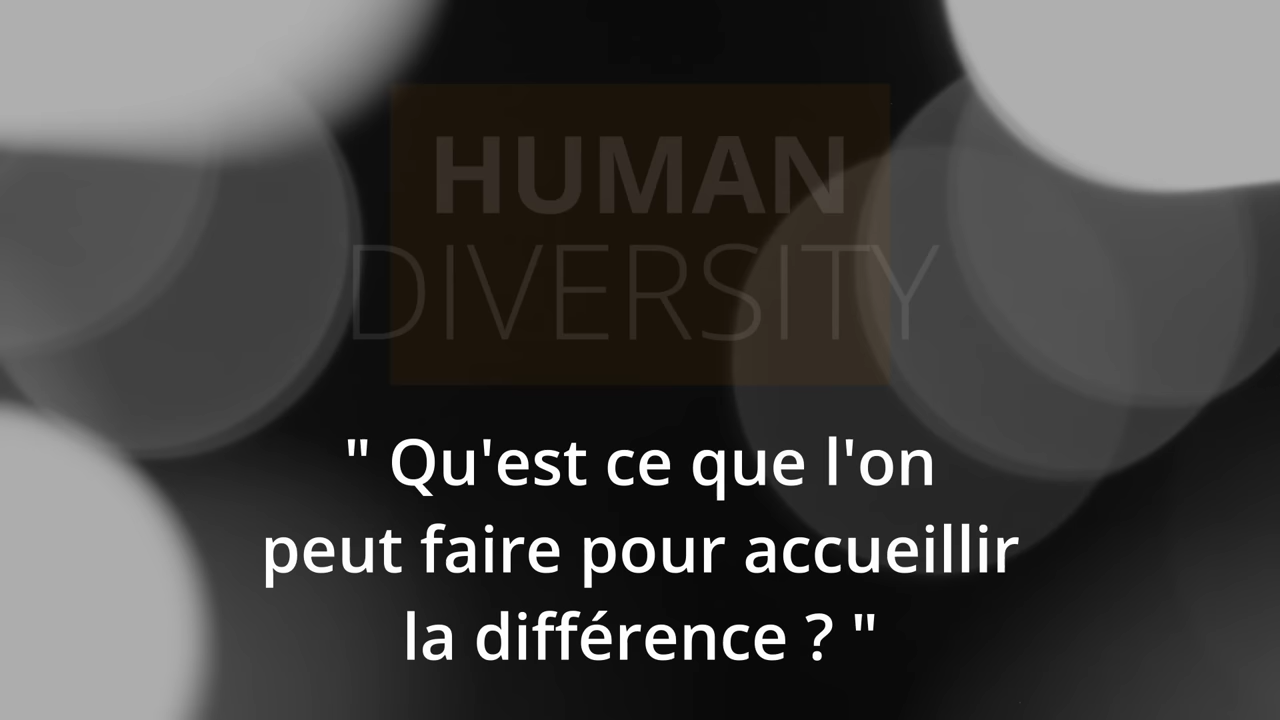 HUMAN
DIVERSITY
" Qu'est ce que l'on
peut faire pour accueillir
la différence ? "